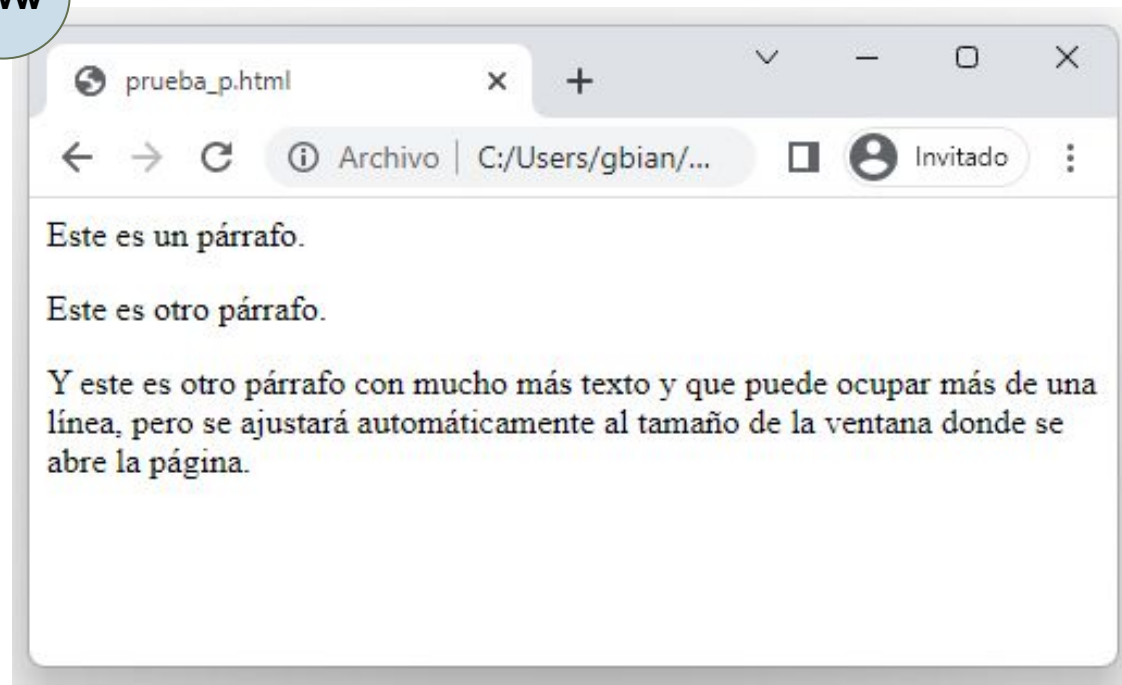 prueba_p.html
Archivo | C:/Users/gbian/...
Invitado
Este es un párrafo.
Este es otro párrafo.
Y este es otro párrafo con mucho más texto y que puede ocupar más de una
línea, pero se ajustará automáticamente al tamaño de la ventana donde se
abre la página.